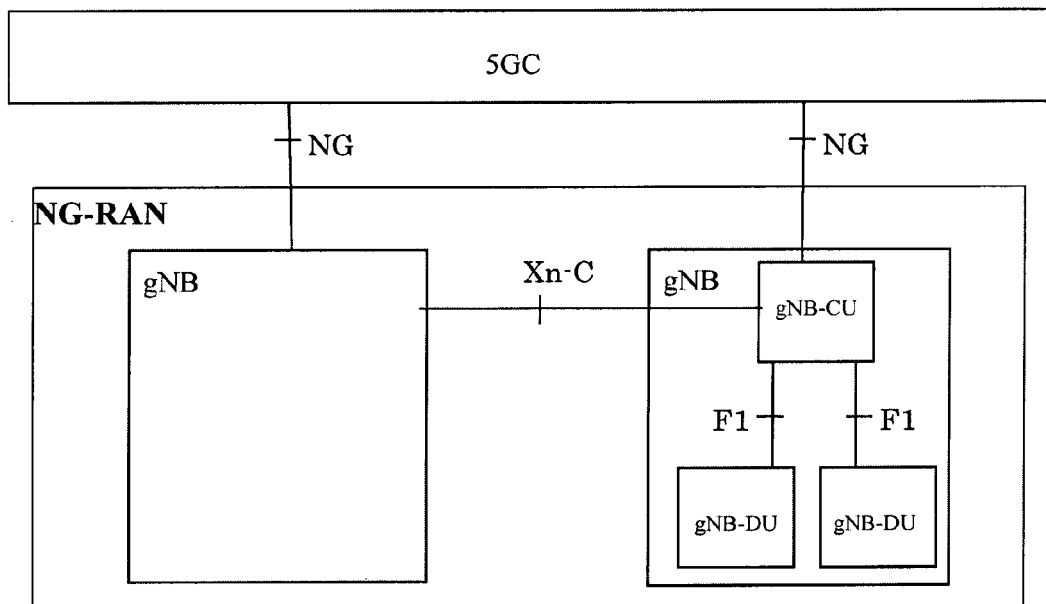 5GC
NG NG
NG-RAN
gNB Xn-C gNB
gNB-CU
F1 F1
gNB-DU gNB-DU